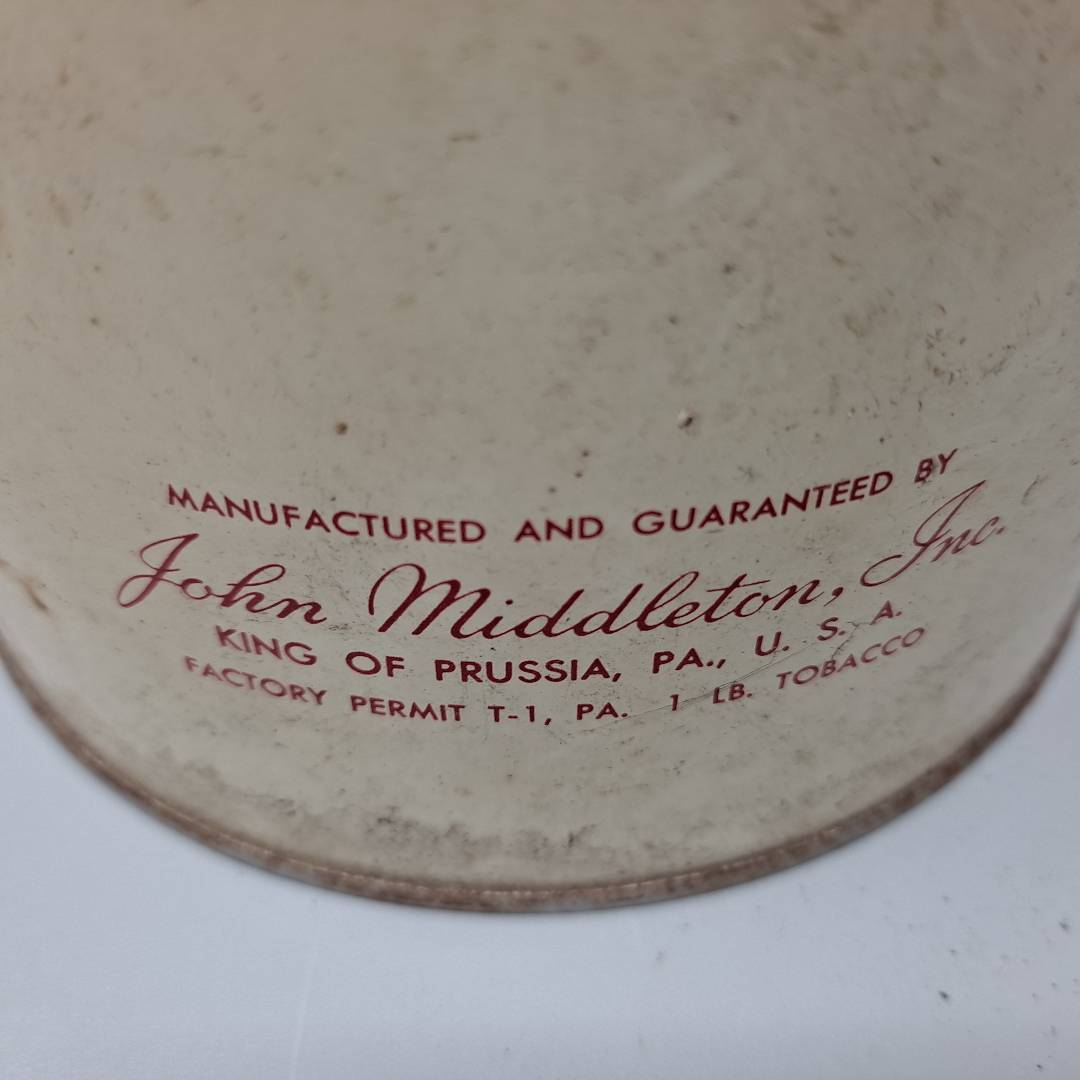 MANUFACTURED AND GUARANTEED BY
John Middleton, Inc.
KING OF PRUSSIA, PA., U. S. A.
FACTORY PERMIT T-1, PA. 1 LB. TOBACCO